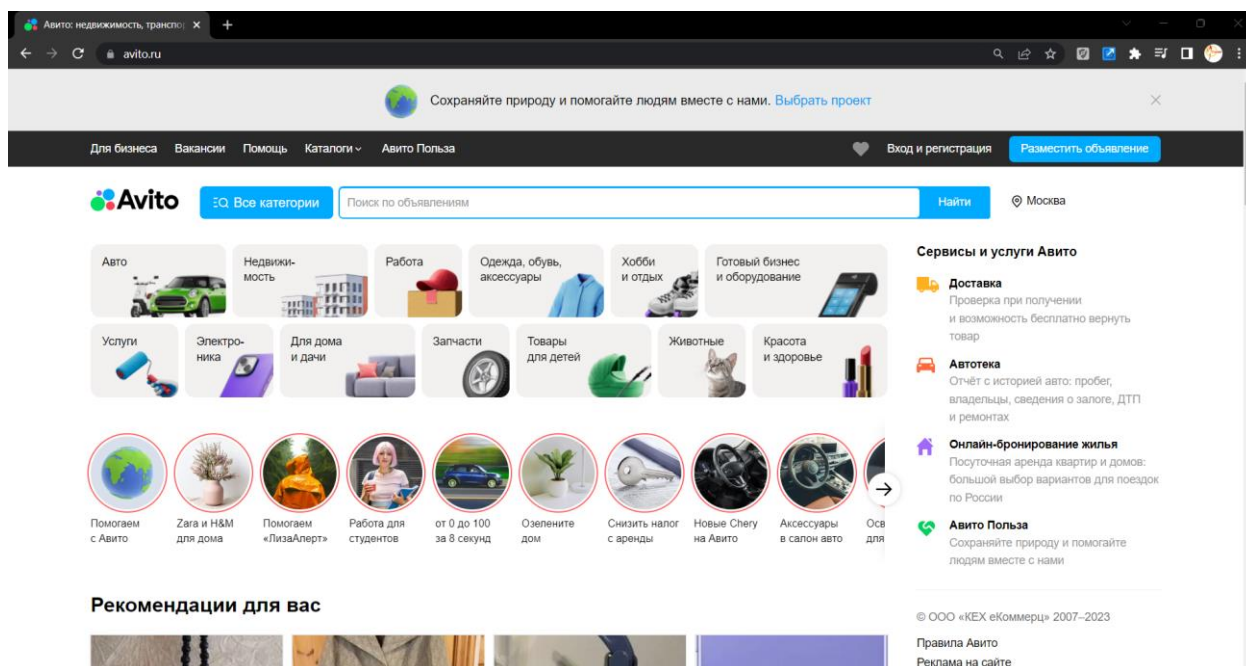 Авито: недвижимость, транспо
avito.ru
Сохраняйте природу и помогайте людям вместе с нами. Выбрать проект
Для бизнеса Вакансии Помощь Каталоги Авито Польза
Вход и регистрация Разместить объявление
Avito
Все категории
Поиск по объявлениям
Найти
Москва
Авто
Недвижи-
мость
Работа
Одежда, обувь,
аксессуары
Хобби
и отдых
Готовый бизнес
и оборудование
Услуги
Электро-
ника
Для дома
и дачи
Запчасти
Товары
для детей
Животные
Красота
и здоровье
Помогаем
с Авито
Zara и H&M
для дома
Помогаем
«ЛизаАлерт»
Работа для
студентов
от 0 до 100
за 8 секунд
Озелените
дом
Снизить налог
с аренды
Новые Chery
на Авито
Аксессуары
в салон авто
Осв
для
Рекомендации для вас
Сервисы и услуги Авито
Доставка
Проверка при получении
и возможность бесплатно вернуть
товар
Автотека
Отчёт с историей авто: пробег,
владельцы, сведения о залоге, ДТП
и ремонтах
Онлайн-бронирование жилья
Посуточная аренда квартир и домов:
большой выбор вариантов для поездок
по России
Авито Польза
Сохраняйте природу и помогайте
людям вместе с нами
© ООО «КЕХ еКоммерц» 2007–2023
Правила Авито
Реклама на сайте